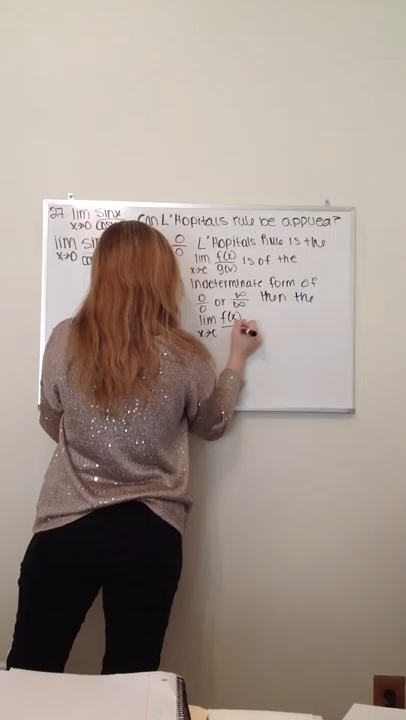 27 lim sinx Can L'Hopitals rule be applied?
x→0
lim 0/0 L'Hopitals Rule is the
x→0 lim f(x)/g(x) is of the
x→c
Indeterminate form of
0/0 or ∞/∞ then the
lim f(x)
x→c